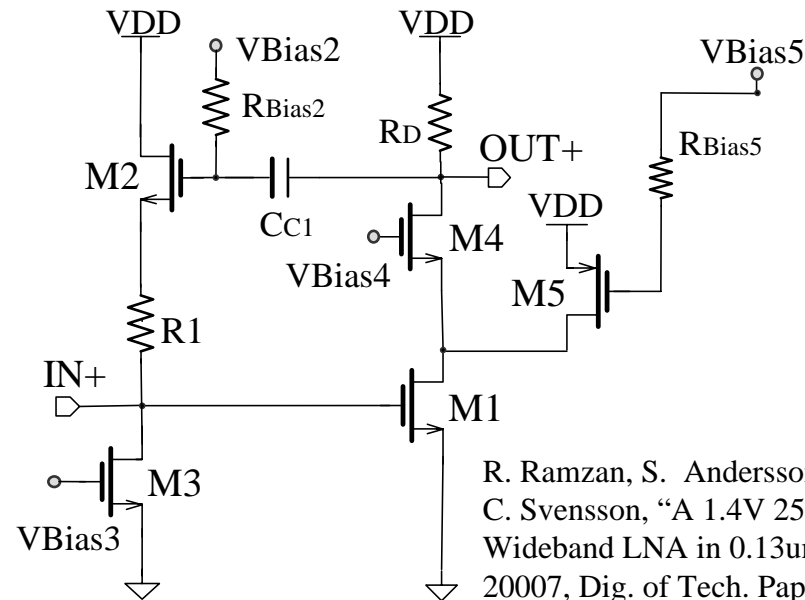 VDD
VBias2
VDD
VBias5
RBias2
RD
OUT+
RBias5
M2
VDD
CC1
M4
VBias4
M5
R1
IN+
M1
M3
VBias3
R. Ramzan, S. Andersson
C. Svensson, “A 1.4V 25
Wideband LNA in 0.13um
20007, Dig. of Tech. Pap